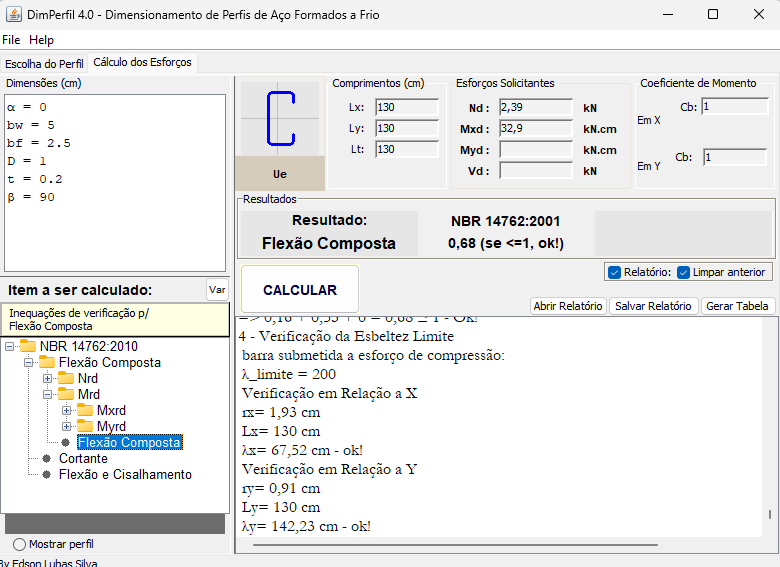 DimPerfil 4.0 - Dimensionamento de Perfis de Aço Formados a Frio
File Help
Escolha do Perfil Cálculo dos Esforços
Dimensões (cm)
α = 0
bw = 5
bf = 2.5
D = 1
t = 0.2
β = 90
Ue
Comprimentos (cm)
Lx: 130
Ly: 130
Lt: 130
Esforços Solicitantes
Nd : 2,39 kN
Mxd : 32,9 kN.cm
Myd : kN.cm
Vd : kN
Coeficiente de Momento
Em X Cb: 1
Em Y Cb: 1
Resultados
Resultado: NBR 14762:2001
Flexão Composta 0,68 (se <=1, ok!)
Item a ser calculado: Var
Inequações de verificação p/
Flexão Composta
NBR 14762:2010
Flexão Composta
Nrd
Mrd
Mxrd
Myrd
Flexão Composta
Cortante
Flexão e Cisalhamento
Mostrar perfil
By Edson Lubas Silva
CALCULAR
Relatório: Limpar anterior
Abrir Relatório Salvar Relatório Gerar Tabela
4 - Verificação da Esbeltez Limite
barra submetida a esforço de compressão:
λ_limite = 200
Verificação em Relação a X
rx= 1,93 cm
Lx= 130 cm
λx= 67,52 cm - ok!
Verificação em Relação a Y
ry= 0,91 cm
Ly= 130 cm
λy= 142,23 cm - ok!